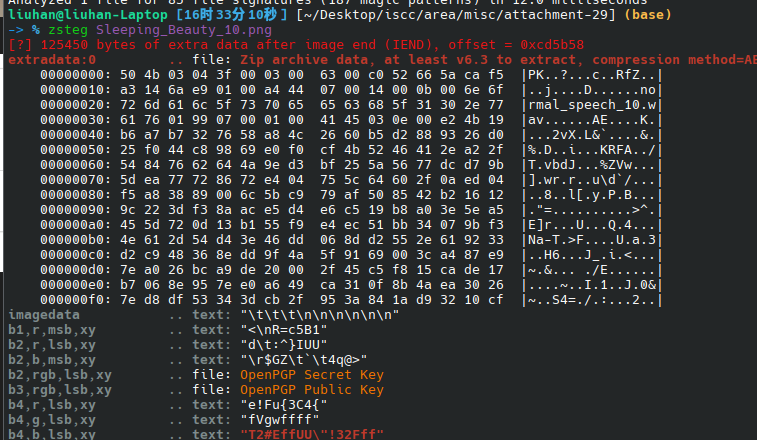 Analyzed 1 file for 85 file signatures (187 magic patterns) in 12.0 milliseconds
liuhan@liuhan-Laptop [16时33分10秒] [~/Desktop/iscc/area/misc/attachment-29] (base)
-> % zsteg Sleeping_Beauty_10.png
[?] 125450 bytes of extra data after image end (IEND), offset = 0xcd5b58
extradata:0 .. file: Zip archive data, at least v6.3 to extract, compression method=AE
00000000: 50 4b 03 04 3f 00 03 00 63 00 c0 52 66 5a ca f5 |PK..?...c..RfZ..|
00000010: a3 14 6a e9 01 00 a4 44 07 00 14 00 0b 00 6e 6f |..j....D......no|
00000020: 72 6d 61 6c 5f 73 70 65 65 63 68 5f 31 30 2e 77 |rmal_speech_10.w|
00000030: 61 76 01 99 07 00 01 00 41 45 03 0e 00 e2 4b 19 |av......AE....K.|
00000040: b6 a7 b7 32 76 58 a8 4c 26 60 b5 d2 88 93 26 d0 |...2vX.L&`....&.|
00000050: 25 f0 44 c8 98 69 e0 f0 cf 4b 52 46 41 2e a2 2f |%.D..i...KRFA../|
00000060: 54 84 76 62 64 4a 9e d3 bf 25 5a 56 77 dc d7 9b |T.vbdJ...%ZVw...|
00000070: 5d ea 77 72 86 72 e4 04 75 5c 64 60 2f 0a ed 04 |].wr.r..u\d`/...|
00000080: f5 a8 38 89 00 6c 5b c9 79 af 50 85 42 b2 16 12 |..8..l[.y.P.B...|
00000090: 9c 22 3d f3 8a ac e5 d4 e6 c5 19 b8 a0 3e 5e a5 |."=..........>^.|
000000a0: 45 5d 72 0d 13 b1 55 f9 e4 ec 51 bb 34 07 9b f3 |E]r...U...Q.4...|
000000b0: 4e 61 2d 54 d4 3e 46 dd 06 8d d2 55 2e 61 92 33 |Na-T.>F....U.a.3|
000000c0: d2 c9 48 36 8e dd 9f 4a 5f 91 69 00 3c a4 87 e9 |..H6...J_.i.<...|
000000d0: 7e a0 26 bc a9 de 20 00 2f 45 c5 f8 15 ca de 17 |~.&... ./E......|
000000e0: b7 06 8e 95 7e e0 a6 49 ca 31 0f 8b 4a ea 30 26 |....~..I.1..J.0&|
000000f0: 7e d8 df 53 34 3d cb 2f 95 3a 84 1a d9 32 10 cf |~..S4=./.:...2..|
imagedata .. text: "\t\t\t\n\n\n\n\n\n"
b1,r,msb,xy .. text: "<\nR=c5B1"
b2,r,lsb,xy .. text: "d\t:^}IUU"
b2,b,msb,xy .. text: "\r$GZ\t`\t4q@>"
b2,rgb,lsb,xy .. file: OpenPGP Secret Key
b3,rgb,lsb,xy .. file: OpenPGP Public Key
b4,r,lsb,xy .. text: "e!Fu{3C4{"
b4,g,lsb,xy .. text: "fVgwffff"
b4,b,lsb,xy .. text: "T2#EffUU\"!32Fff"